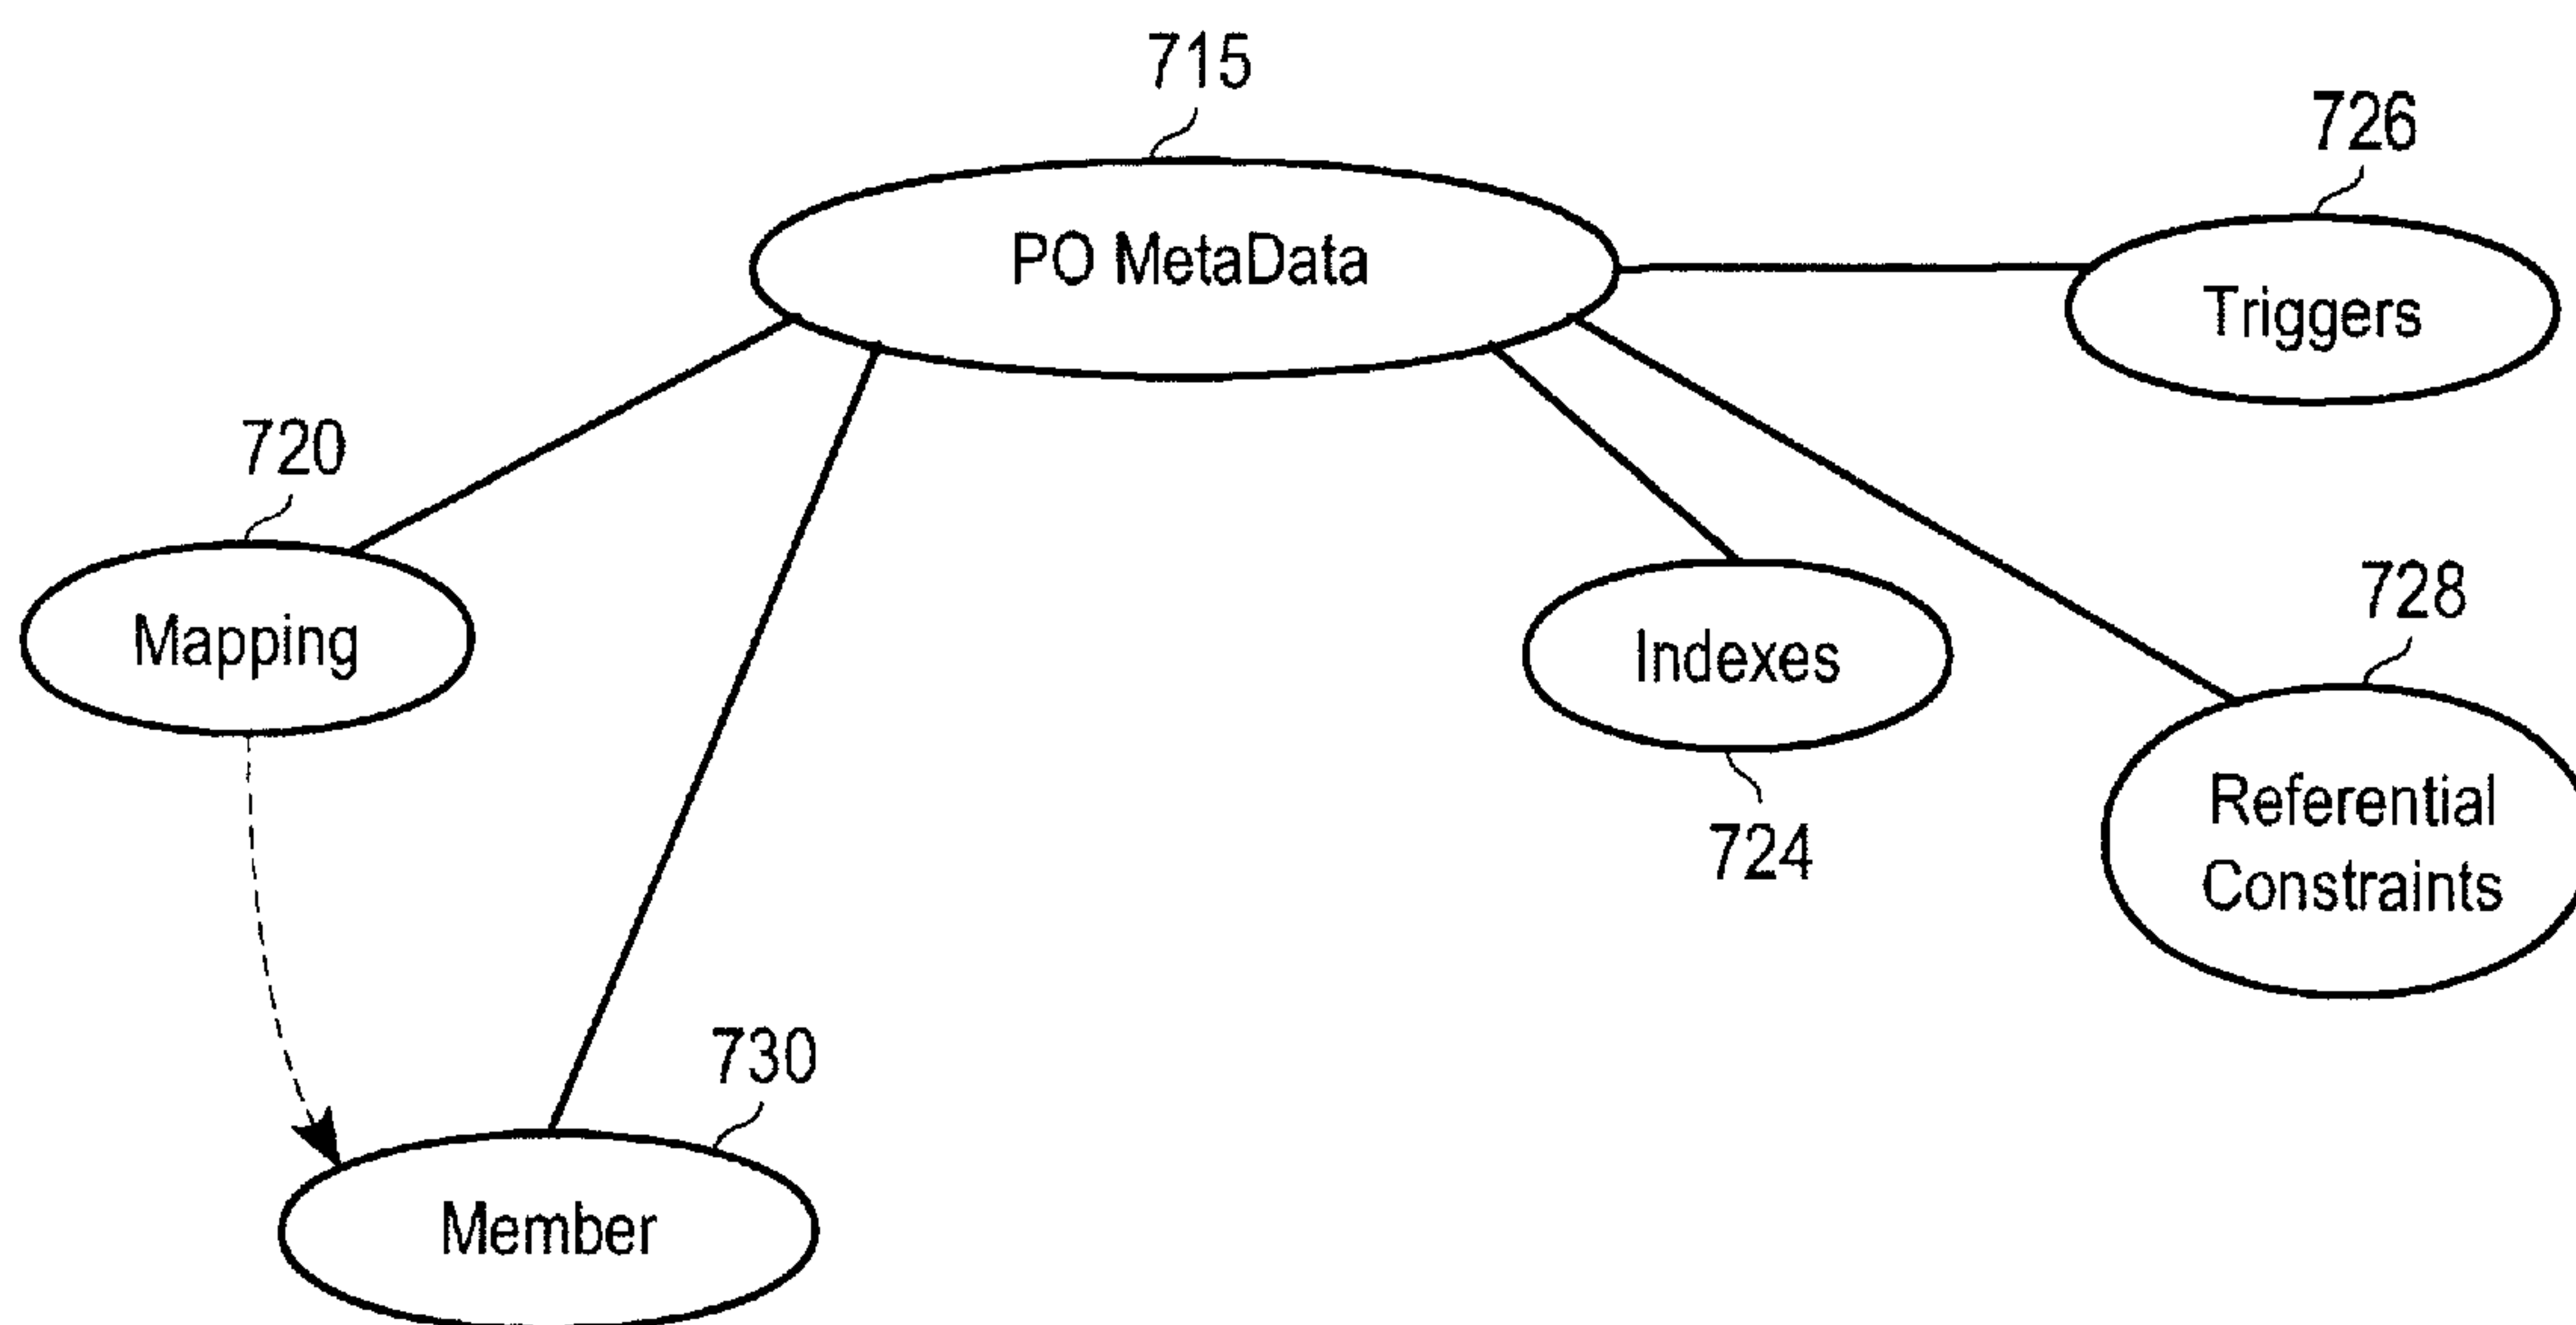 715
PO MetaData
726
Triggers
720
Mapping
Indexes
724
728
Referential
Constraints
730
Member